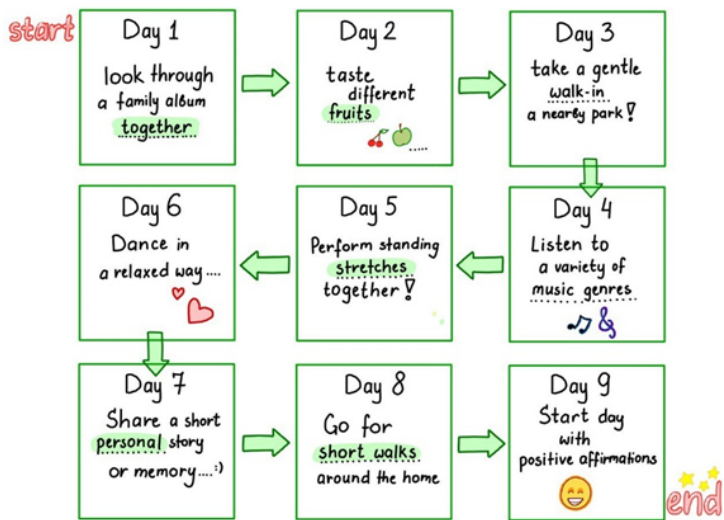 start
Day 1
look through
a family album
together
Day 2
taste
different
fruits
.....
Day 3
take a gentle
walk-in
a nearby park!
Day 4
Listen to
a variety of
music genres
Day 5
Perform standing
stretches
together!
Day 6
Dance in
a relaxed way....
Day 7
Share a short
personal story
or memory....:)
Day 8
Go for
short walks
around the home
Day 9
Start day
with
positive affirmations
end